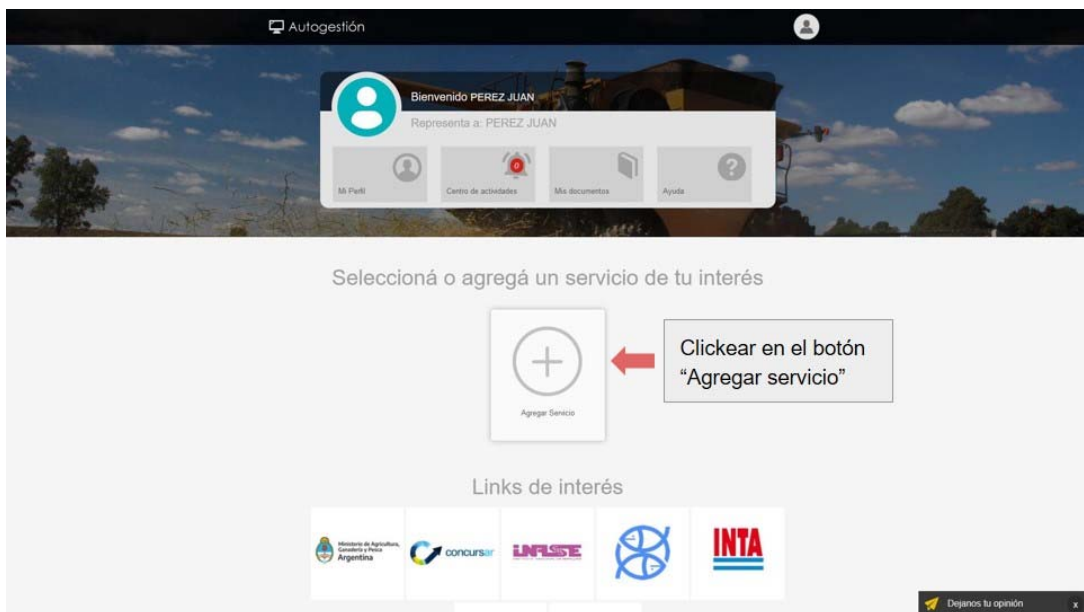 Autogestión
Bienvenido PEREZ JUAN
Representa a: PEREZ JUAN
Mi Perfil
0
Centro de actividades
Mis documentos
?
Ayuda
Seleccioná o agregá un servicio de tu interés
Agregar Servicio
Clickear en el botón
“Agregar servicio”
Links de interés
Ministerio de Agricultura,
Ganadería y Pesca
Argentina
concursar
INASE
INTA
Dejanos tu opinión
x